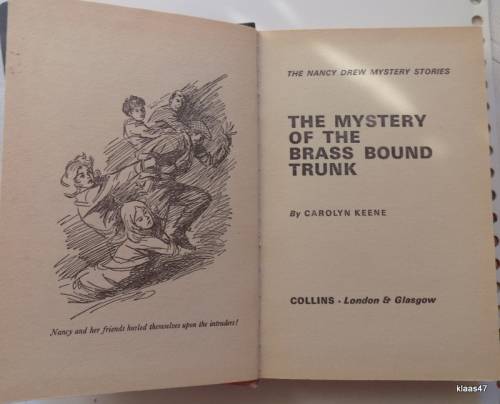 Nancy and her friends hurled themselves upon the intruders!
THE NANCY DREW MYSTERY STORIES
THE MYSTERY
OF THE
BRASS BOUND
TRUNK
By CAROLYN KEENE
COLLINS · London & Glasgow
klaas47